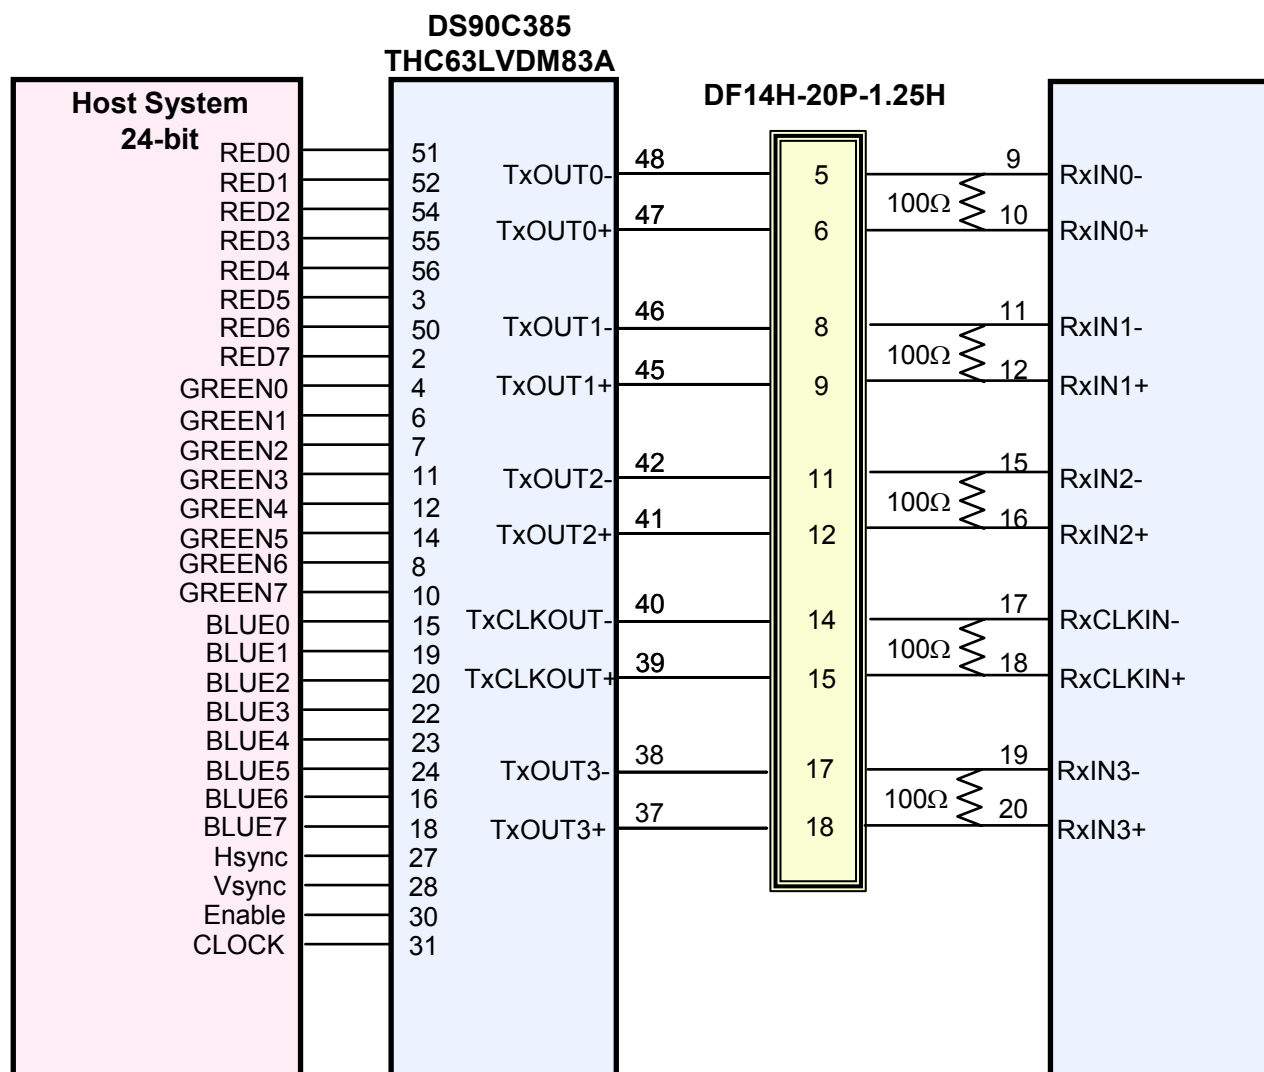 DS90C385
THC63LVDM83A
DF14H-20P-1.25H
Host System
24-bit
RED0
RED1
RED2
RED3
RED4
RED5
RED6
RED7
GREEN0
GREEN1
GREEN2
GREEN3
GREEN4
GREEN5
GREEN6
GREEN7
BLUE0
BLUE1
BLUE2
BLUE3
BLUE4
BLUE5
BLUE6
BLUE7
Hsync
Vsync
Enable
CLOCK
51
52
54
55
56
3
50
2
4
6
7
11
12
14
8
10
15
19
20
22
23
24
16
18
27
28
30
31
TxOUT0-
TxOUT0+
TxOUT1-
TxOUT1+
TxOUT2-
TxOUT2+
TxCLKOUT-
TxCLKOUT+
TxOUT3-
TxOUT3+
48
47
46
45
42
41
40
39
38
37
5
6
8
9
11
12
14
15
17
18
100Ω
100Ω
100Ω
100Ω
100Ω
9
10
11
12
15
16
17
18
19
20
RxIN0-
RxIN0+
RxIN1-
RxIN1+
RxIN2-
RxIN2+
RxCLKIN-
RxCLKIN+
RxIN3-
RxIN3+